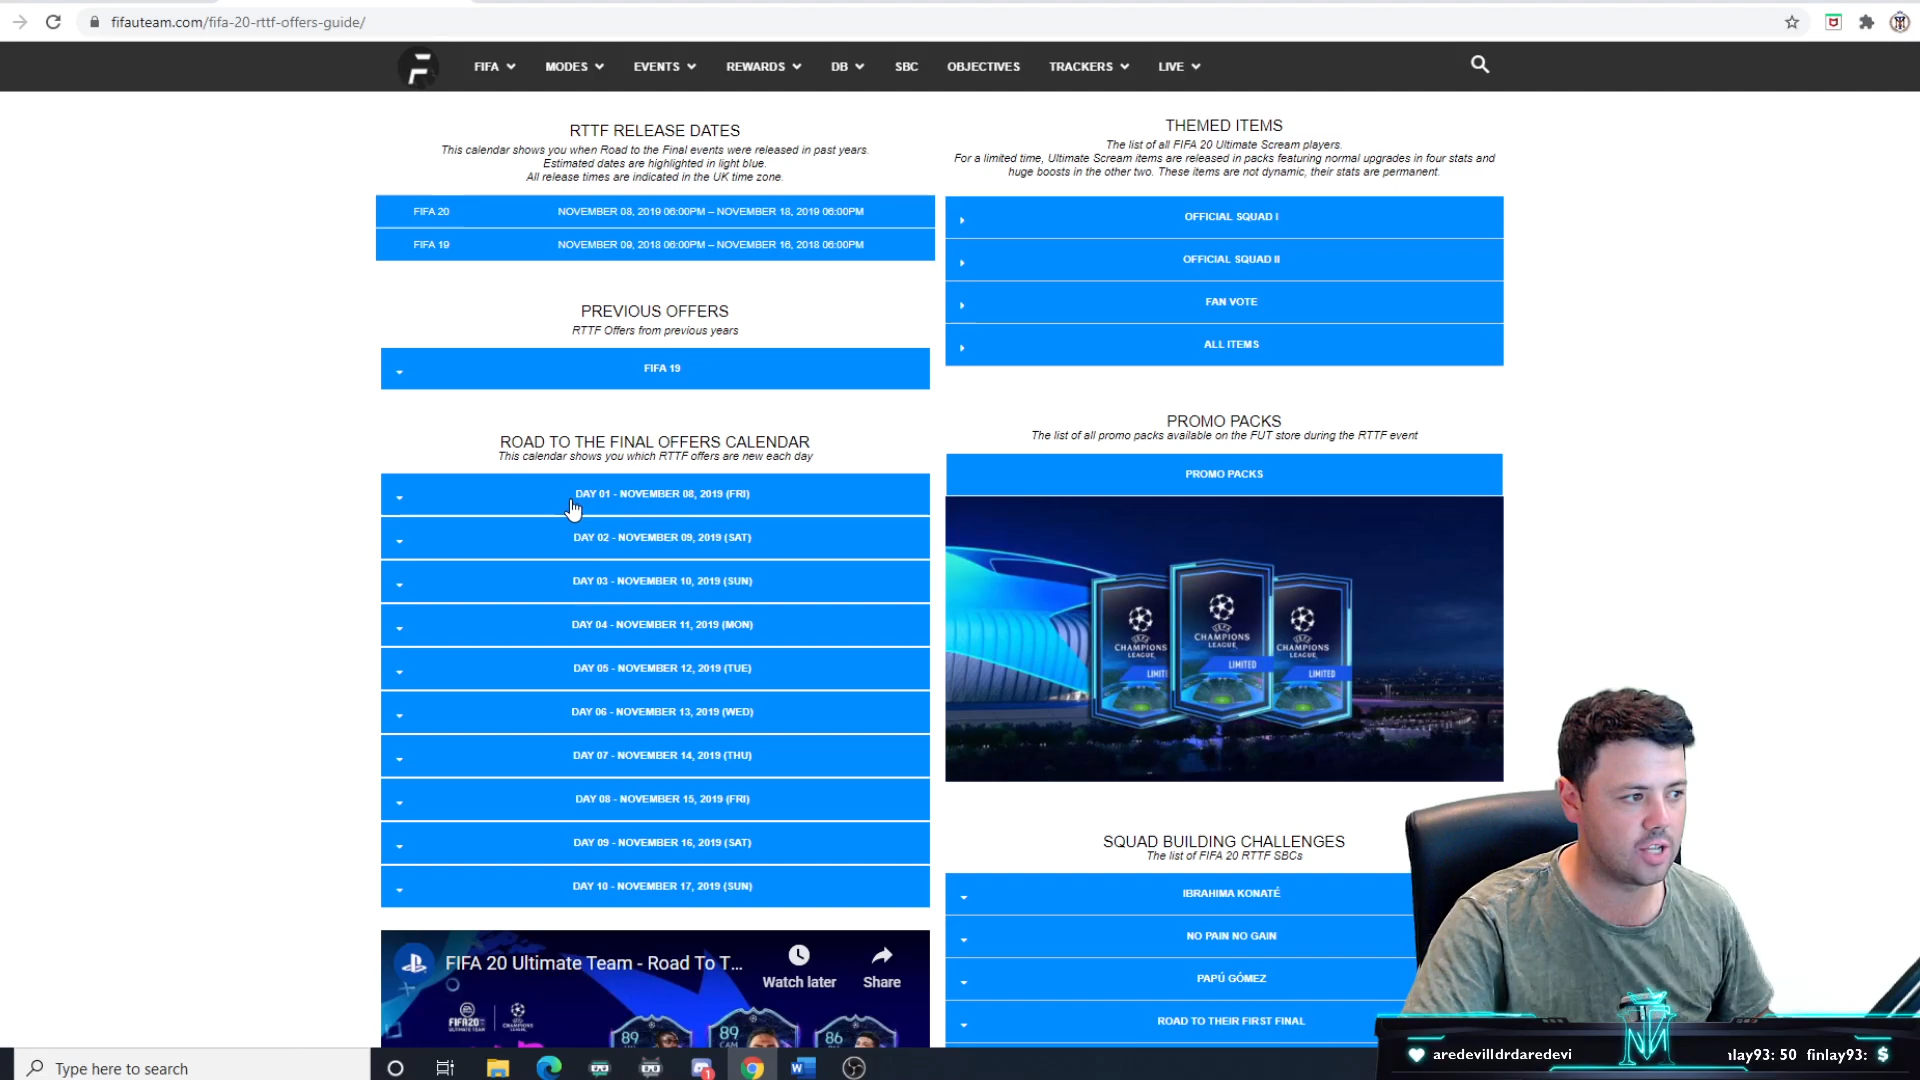 fifauteam.com/fifa-20-rttf-offers-guide/
FIFA MODES EVENTS REWARDS DB SBC OBJECTIVES TRACKERS LIVE
RTTF RELEASE DATES
This calendar shows you when Road to the Final events were released in past years.
Estimated dates are highlighted in light blue.
All release times are indicated in the UK time zone.
FIFA 20 NOVEMBER 08, 2019 06:00PM – NOVEMBER 18, 2019 06:00PM
FIFA 19 NOVEMBER 09, 2018 06:00PM – NOVEMBER 16, 2018 06:00PM
PREVIOUS OFFERS
RTTF Offers from previous years
FIFA 19
ROAD TO THE FINAL OFFERS CALENDAR
This calendar shows you which RTTF offers are new each day
DAY 01 - NOVEMBER 08, 2019 (FRI)
DAY 02 - NOVEMBER 09, 2019 (SAT)
DAY 03 - NOVEMBER 10, 2019 (SUN)
DAY 04 - NOVEMBER 11, 2019 (MON)
DAY 05 - NOVEMBER 12, 2019 (TUE)
DAY 06 - NOVEMBER 13, 2019 (WED)
DAY 07 - NOVEMBER 14, 2019 (THU)
DAY 08 - NOVEMBER 15, 2019 (FRI)
DAY 09 - NOVEMBER 16, 2019 (SAT)
DAY 10 - NOVEMBER 17, 2019 (SUN)
FIFA 20 Ultimate Team - Road To T...
Watch later
Share
FIFA20
CHAMPIONS
89
CAM
89
86
THEMED ITEMS
The list of all FIFA 20 Ultimate Scream players.
For a limited time, Ultimate Scream items are released in packs featuring normal upgrades in four stats and
huge boosts in the other two. These items are not dynamic, their stats are permanent.
OFFICIAL SQUAD I
OFFICIAL SQUAD II
FAN VOTE
ALL ITEMS
PROMO PACKS
The list of all promo packs available on the FUT store during the RTTF event
PROMO PACKS
UEFA
CHAMPIONS
LEAGUE
LIMIT
UEFA
CHAMPIONS
LEAGUE
LIMITED
UEFA
CHAMPIONS
LEAGUE
LIMITED
SQUAD BUILDING CHALLENGES
The list of FIFA 20 RTTF SBCs
IBRAHIMA KONATÉ
NO PAIN NO GAIN
PAPÚ GÓMEZ
ROAD TO THEIR FIRST FINAL
aredevilldrdaredevi
ılay93: 50 finlay93:
Type here to search